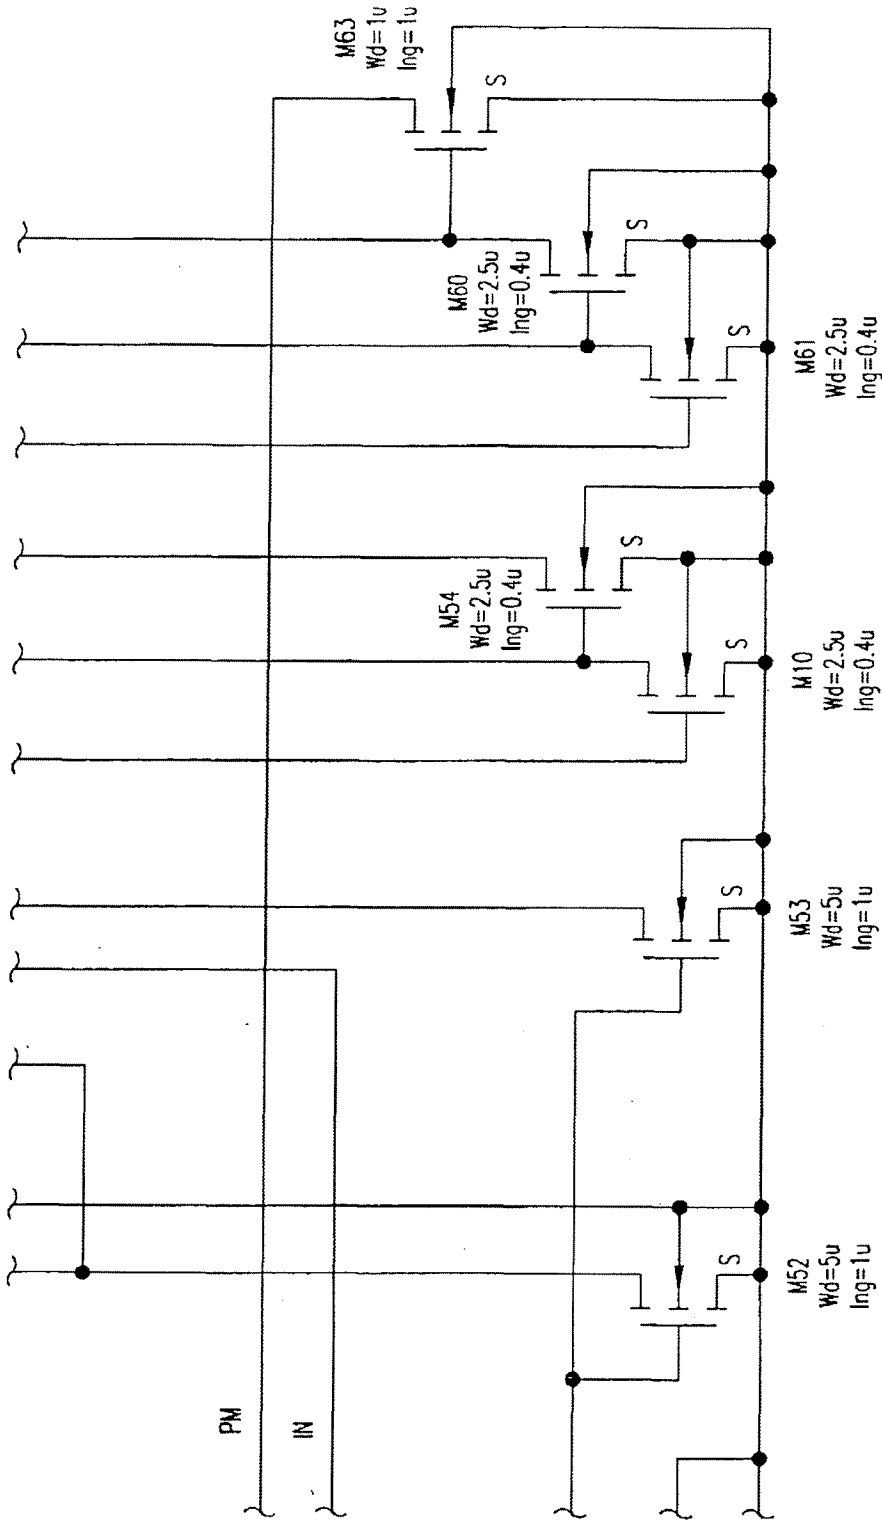 PM
IN
M52
Wd=5u
lng=1u
S
M53
Wd=5u
lng=1u
S
M10
Wd=2.5u
lng=0.4u
S
M54
Wd=2.5u
lng=0.4u
S
M61
Wd=2.5u
lng=0.4u
S
M60
Wd=2.5u
lng=0.4u
S
M63
Wd=1u
lng=1u
S